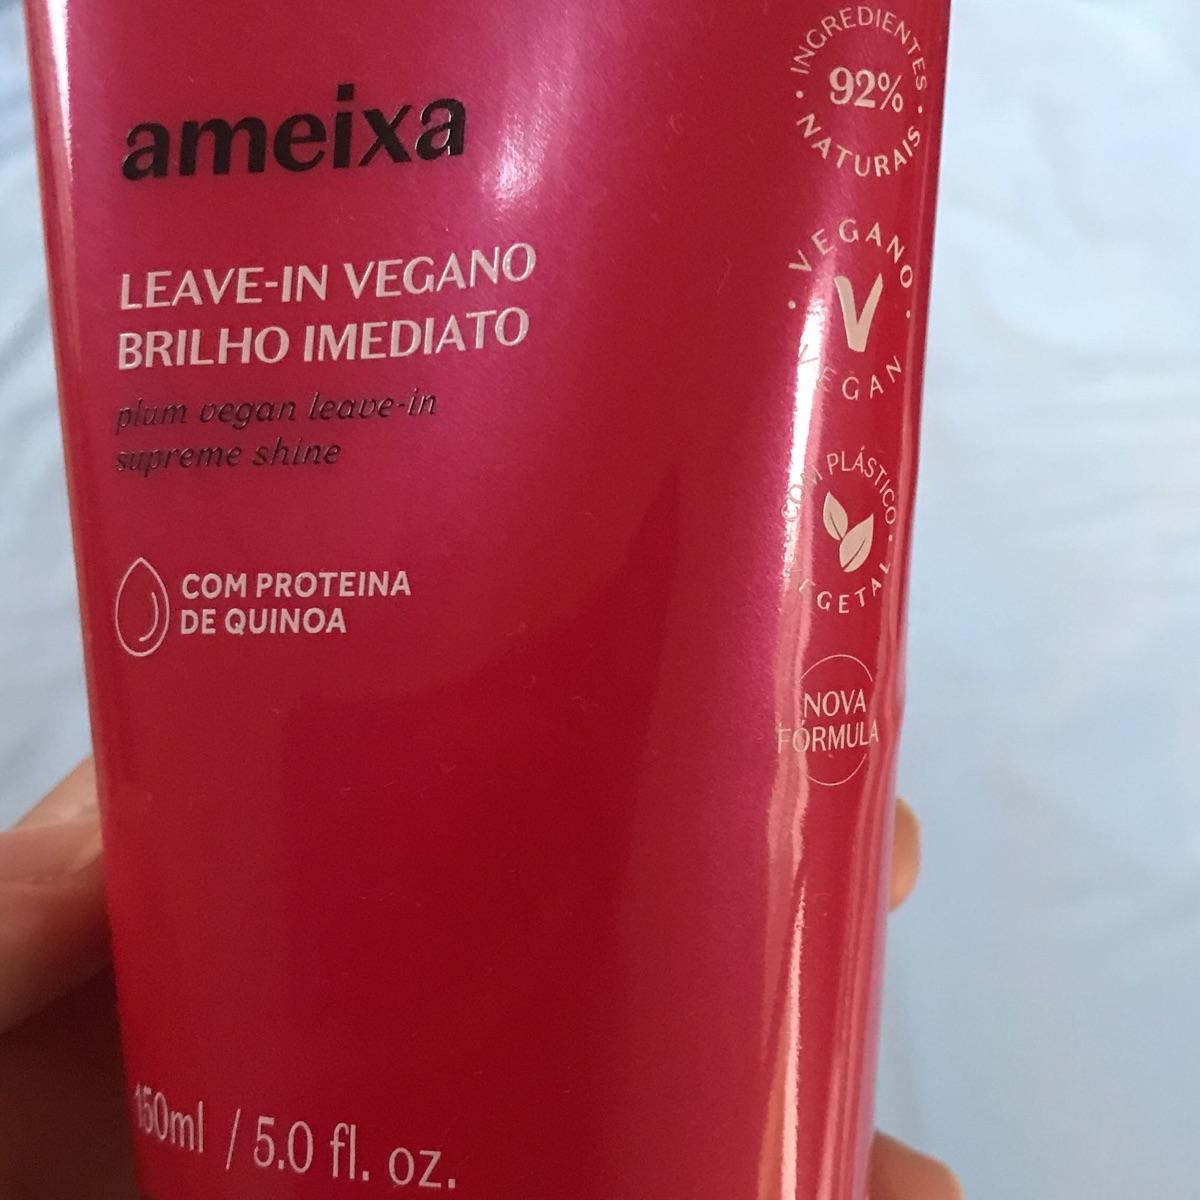 ameixa
LEAVE-IN VEGANO
BRILHO IMEDIATO
plum vegan leave-in
supreme shine
COM PROTEINA
DE QUINOA
150ml / 5.0 fl. oz.
INGREDIENTES
92%
NATURAIS
VEGANO
V
VEGAN
COM PLÁSTICO
VEGETAL
NOVA
FÓRMULA